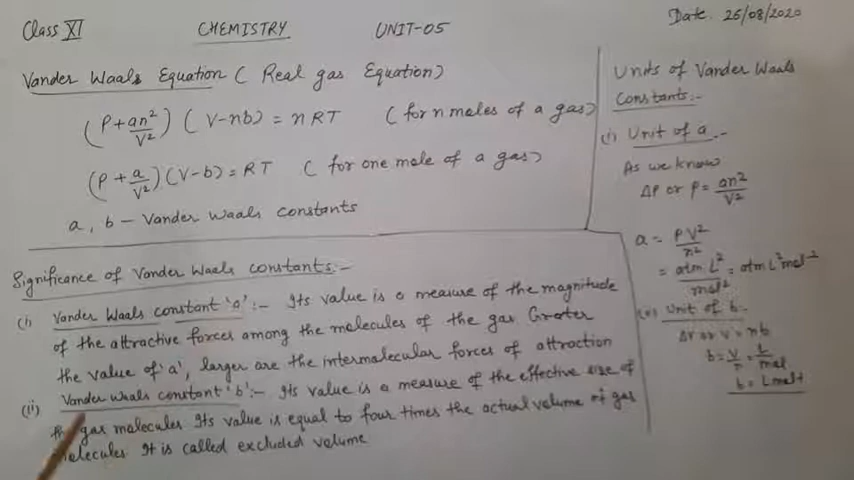 Class XI CHEMISTRY UNIT-05 Date. 25/08/2020
Vander Waals Equation ( Real gas Equation)
(P + an²/V²) (V-nb) = nRT ( for n moles of a gas)
(P + a/V²) (V-b) = RT ( for one mole of a gas)
a, b - Vander Waals constants
Significance of Vander Waals constants:-
(i) Vander Waals constant 'a' :- Its value is a measure of the magnitude
of the attractive forces among the molecules of the gas Greater
the value of 'a', larger are the intermolecular forces of attraction
(ii) Vander Waals constant 'b' :- Its value is a measure of the effective size of
the gas molecules Its value is equal to four times the actual volume of gas
molecules It is called excluded volume
Units of Vander Waals
Constants:-
(i) Unit of a.-
As we know
ΔP or P = an²/V²
a = PV²/n²
= atm L²/mol² = atm L² mol⁻²
Unit of b.-
ΔV or V = nb
b = V/n = L/mol
b = L mol⁻¹